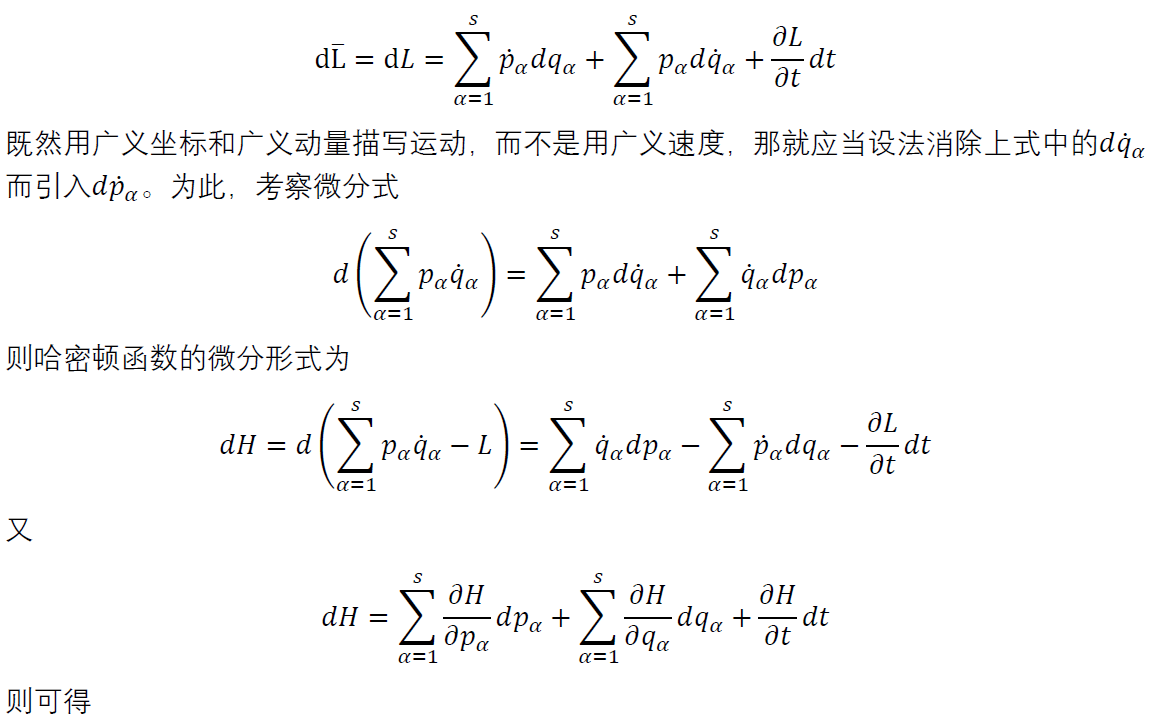 $$\mathrm{d}\bar{\mathrm{L}} = \mathrm{d}L = \sum_{\alpha=1}^{s} \dot{p}_\alpha dq_\alpha + \sum_{\alpha=1}^{s} p_\alpha d\dot{q}_\alpha + \frac{\partial L}{\partial t} dt$$
既然用广义坐标和广义动量描写运动，而不是用广义速度，那就应当设法消除上式中的$d\dot{q}_\alpha$
而引入$d\dot{p}_\alpha$。为此，考察微分式
$$d\left(\sum_{\alpha=1}^{s} p_\alpha \dot{q}_\alpha\right) = \sum_{\alpha=1}^{s} p_\alpha d\dot{q}_\alpha + \sum_{\alpha=1}^{s} \dot{q}_\alpha dp_\alpha$$
则哈密顿函数的微分形式为
$$dH = d\left(\sum_{\alpha=1}^{s} p_\alpha \dot{q}_\alpha - L\right) = \sum_{\alpha=1}^{s} \dot{q}_\alpha dp_\alpha - \sum_{\alpha=1}^{s} \dot{p}_\alpha dq_\alpha - \frac{\partial L}{\partial t} dt$$
又
$$dH = \sum_{\alpha=1}^{s} \frac{\partial H}{\partial p_\alpha} dp_\alpha + \sum_{\alpha=1}^{s} \frac{\partial H}{\partial q_\alpha} dq_\alpha + \frac{\partial H}{\partial t} dt$$
则可得